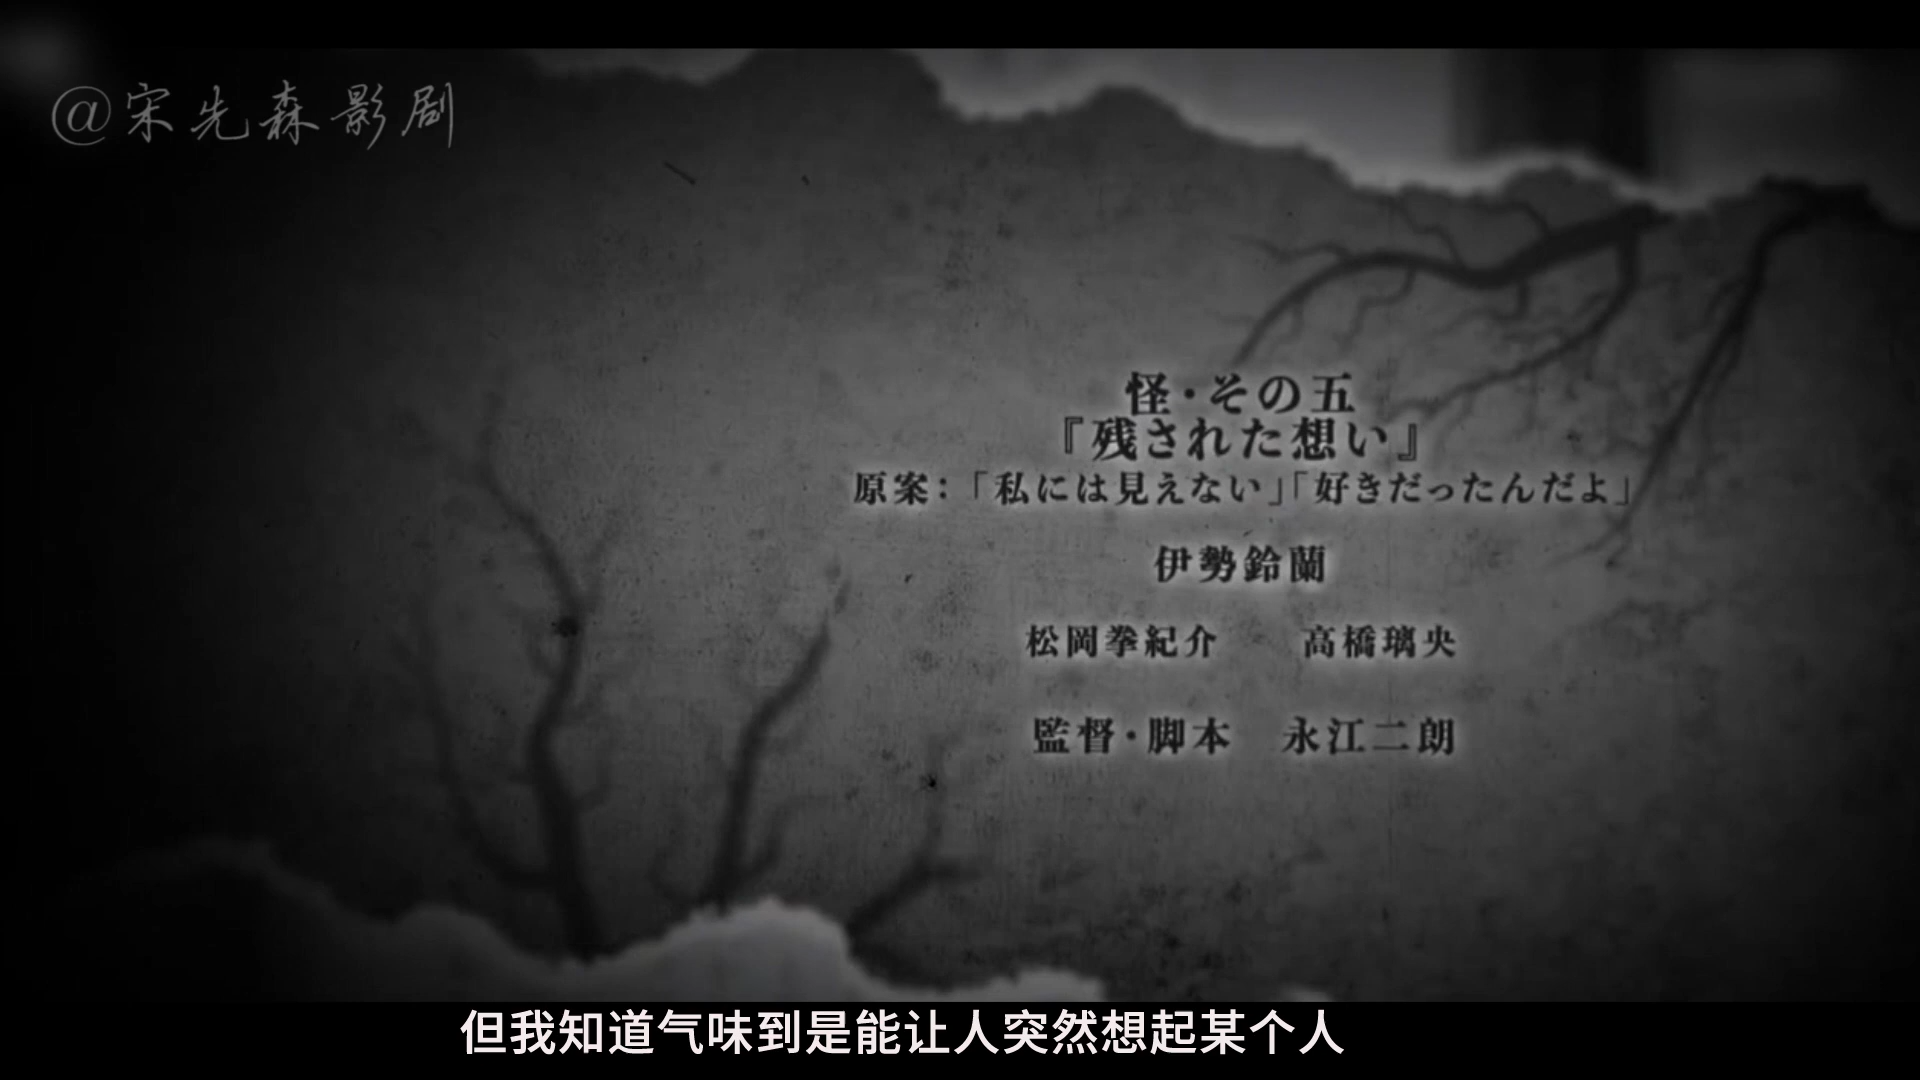 @宋先森影剧
怪·その五
『残された想い』
原案：「私には見えない」「好きだったんだよ」
伊勢鈴蘭
松岡拳紀介　高橋璃央
監督·脚本　永江二朗
但我知道气味到是能让人突然想起某个人